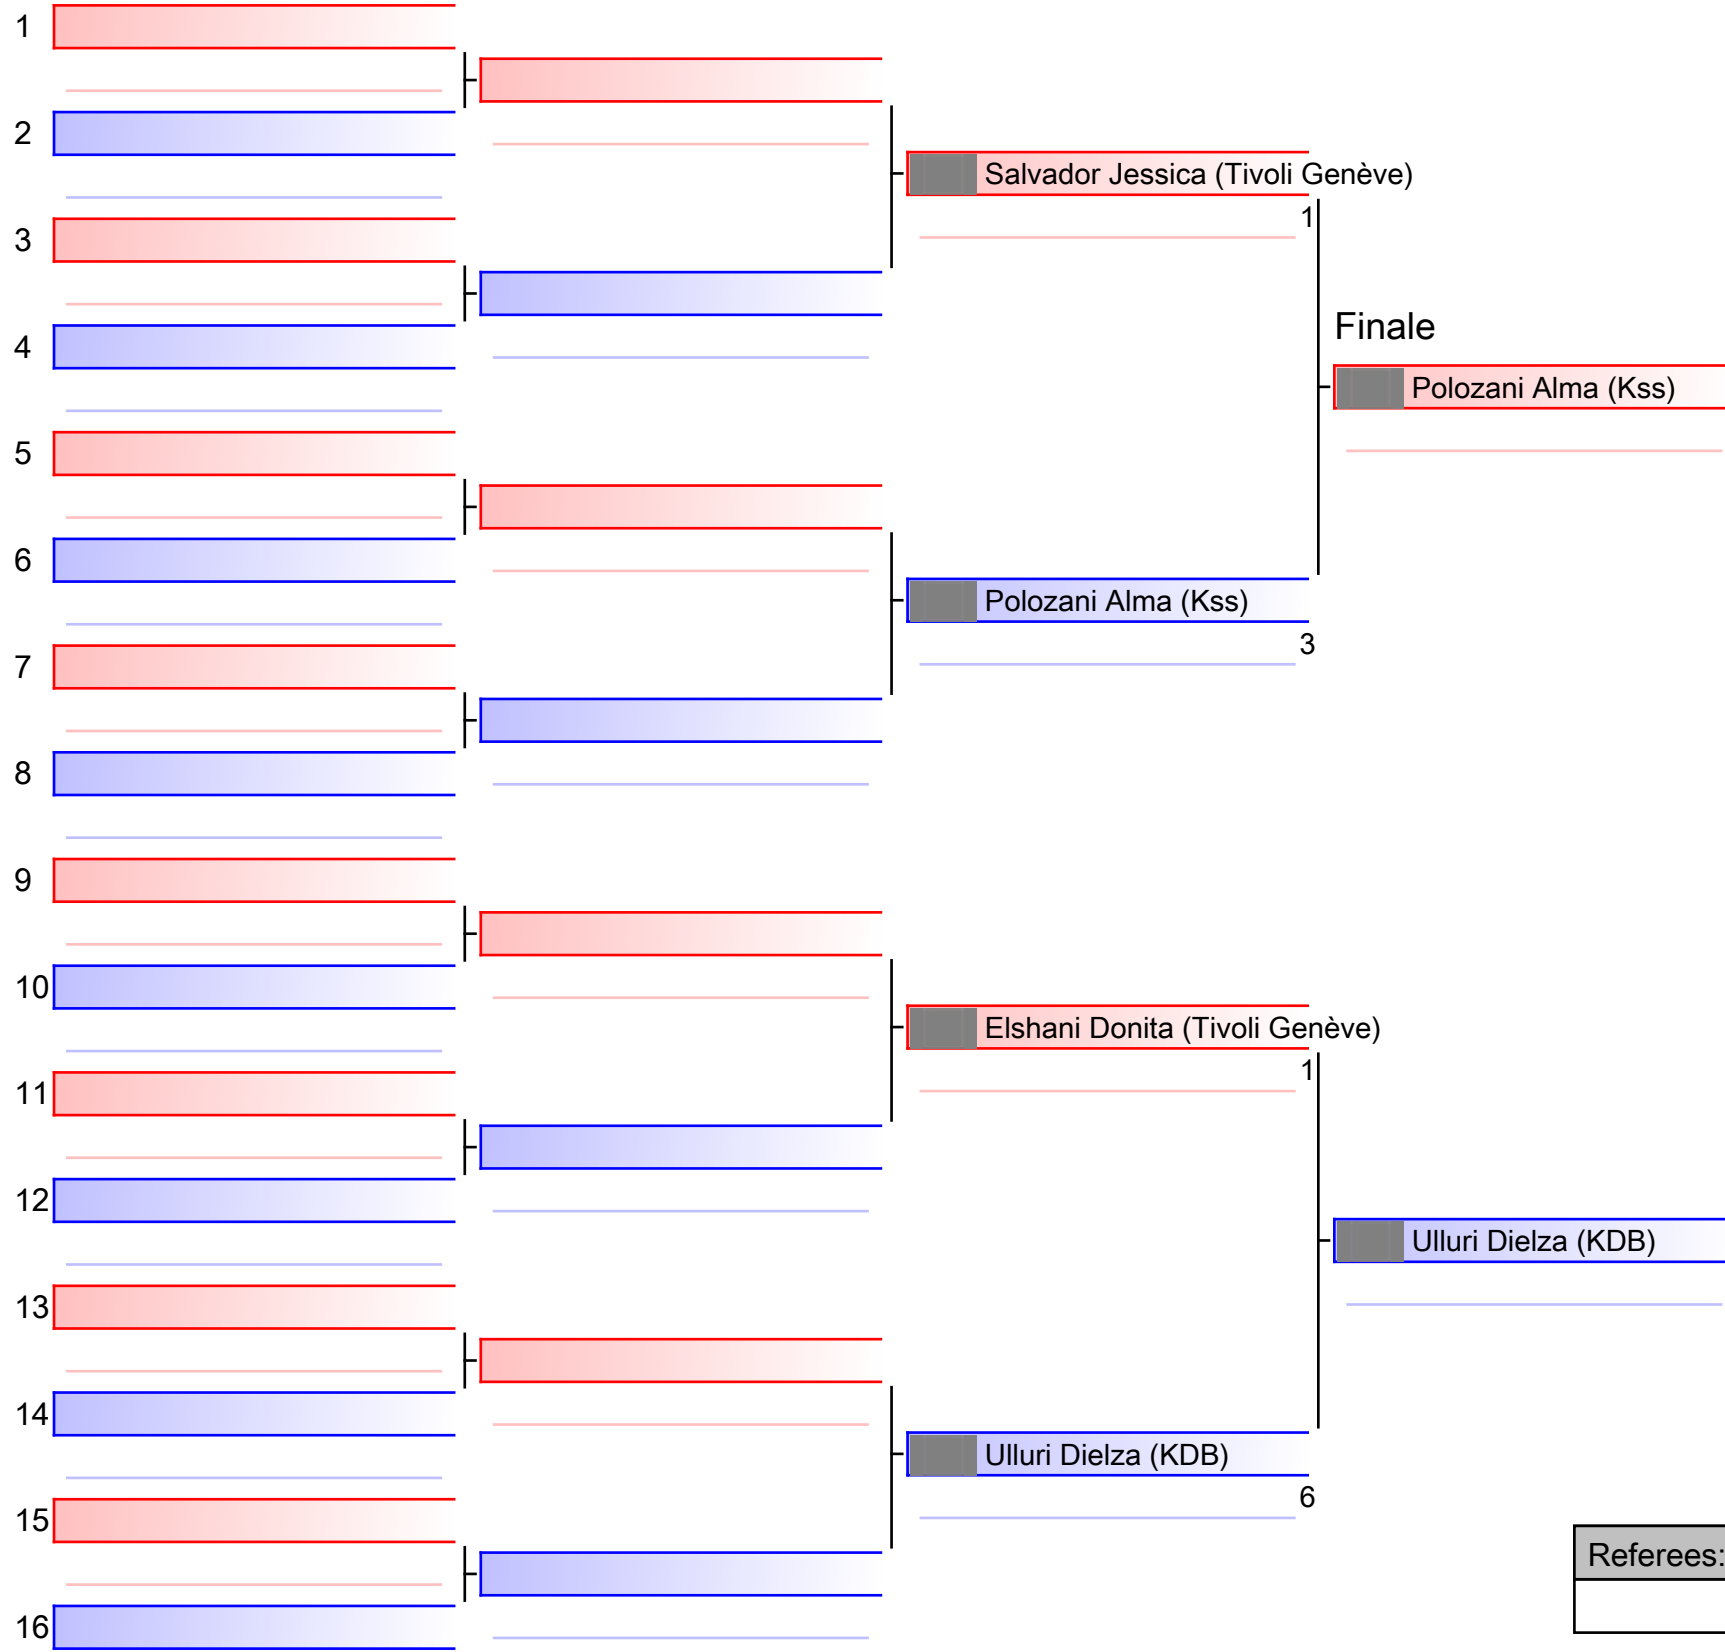 1
2
Salvador Jessica (Tivoli Genève)
1
3
Finale
4
Polozani Alma (Kss)
5
6
Polozani Alma (Kss)
3
7
8
9
10
Elshani Donita (Tivoli Genève)
1
11
12
Ulluri Dielza (KDB)
13
14
Ulluri Dielza (KDB)
6
15
Referees:
16